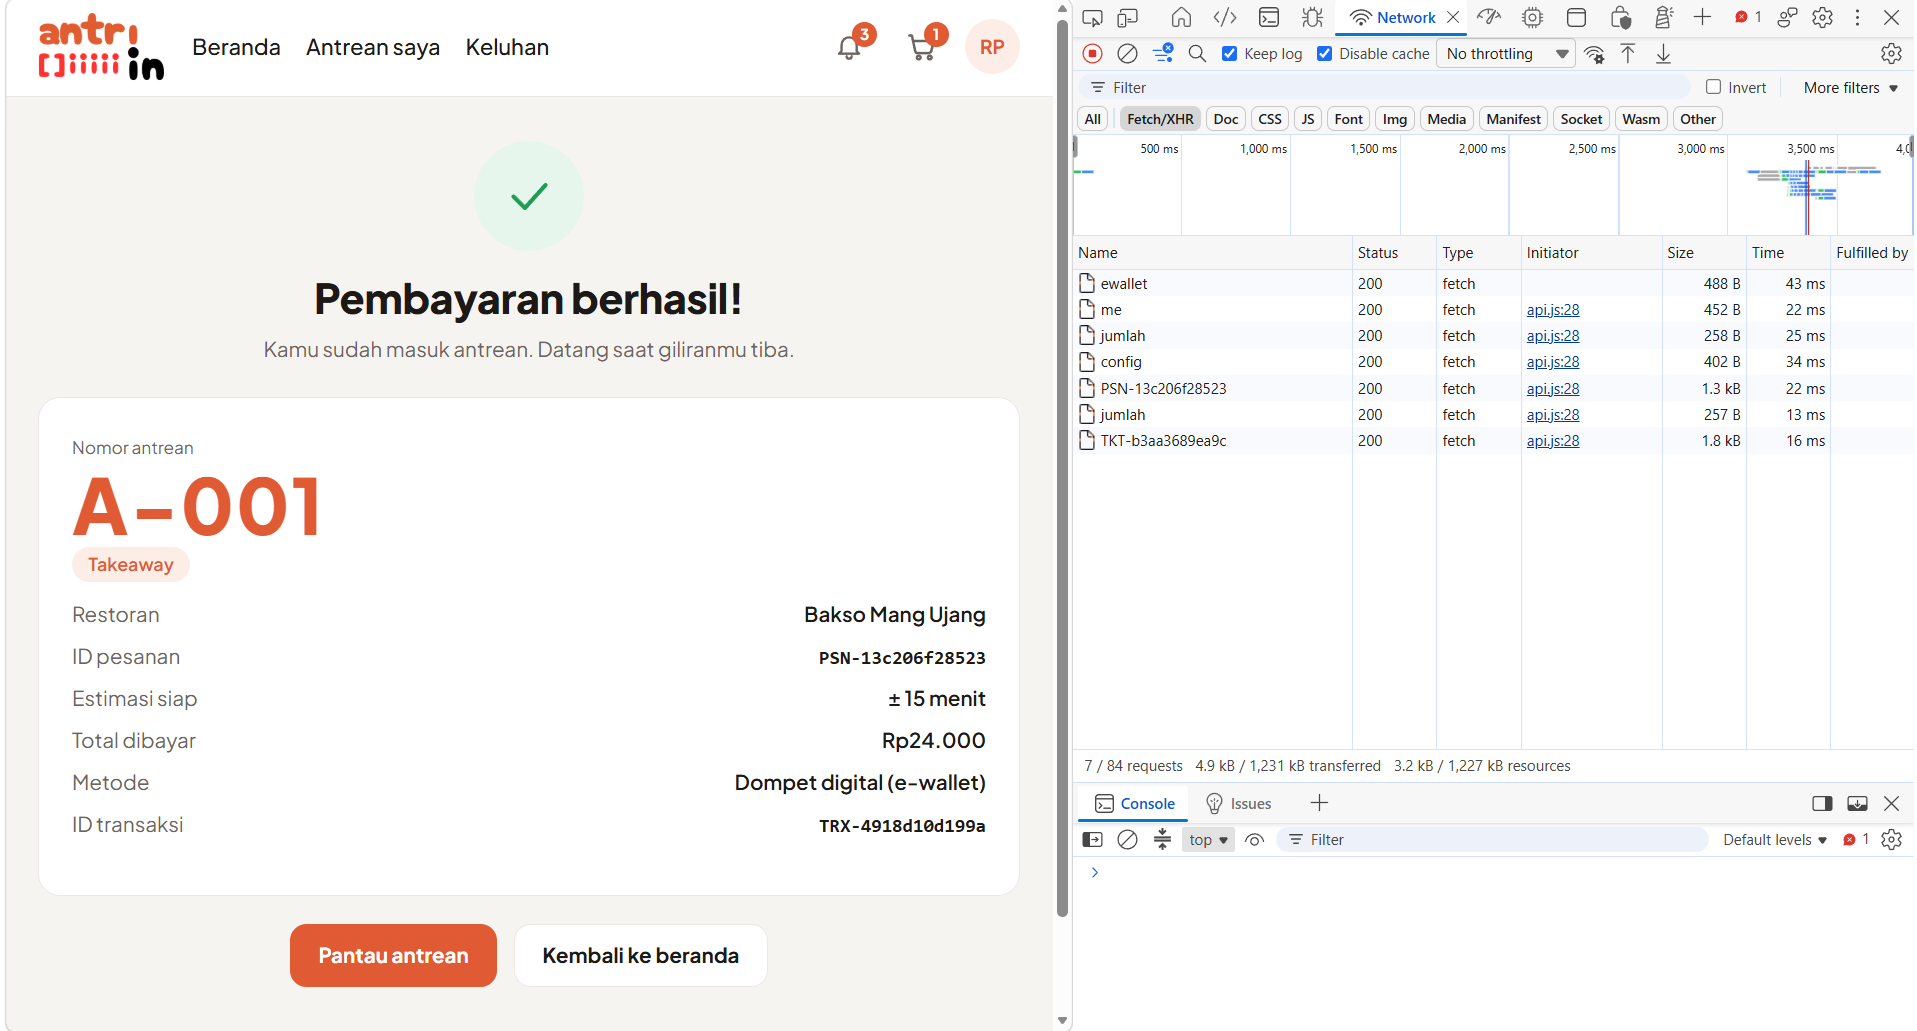 antri
in
Beranda
Antrean saya
Keluhan
3
1
RP
Pembayaran berhasil!
Kamu sudah masuk antrean. Datang saat giliranmu tiba.
Nomor antrean
A-001
Takeaway
Restoran Bakso Mang Ujang
ID pesanan PSN-13c206f28523
Estimasi siap ± 15 menit
Total dibayar Rp24.000
Metode Dompet digital (e-wallet)
ID transaksi TRX-4918d10d199a
Pantau antrean
Kembali ke beranda
Network
1
Keep log
Disable cache
No throttling
Filter
Invert
More filters
All Fetch/XHR Doc CSS JS Font Img Media Manifest Socket Wasm Other
500 ms 1,000 ms 1,500 ms 2,000 ms 2,500 ms 3,000 ms 3,500 ms 4,0
Name Status Type Initiator Size Time Fulfilled by
ewallet 200 fetch 488 B 43 ms
me 200 fetch api.js:28 452 B 22 ms
jumlah 200 fetch api.js:28 258 B 25 ms
config 200 fetch api.js:28 402 B 34 ms
PSN-13c206f28523 200 fetch api.js:28 1.3 kB 22 ms
jumlah 200 fetch api.js:28 257 B 13 ms
TKT-b3aa3689ea9c 200 fetch api.js:28 1.8 kB 16 ms
7 / 84 requests 4.9 kB / 1,231 kB transferred 3.2 kB / 1,227 kB resources
Console
Issues
top
Filter
Default levels
1